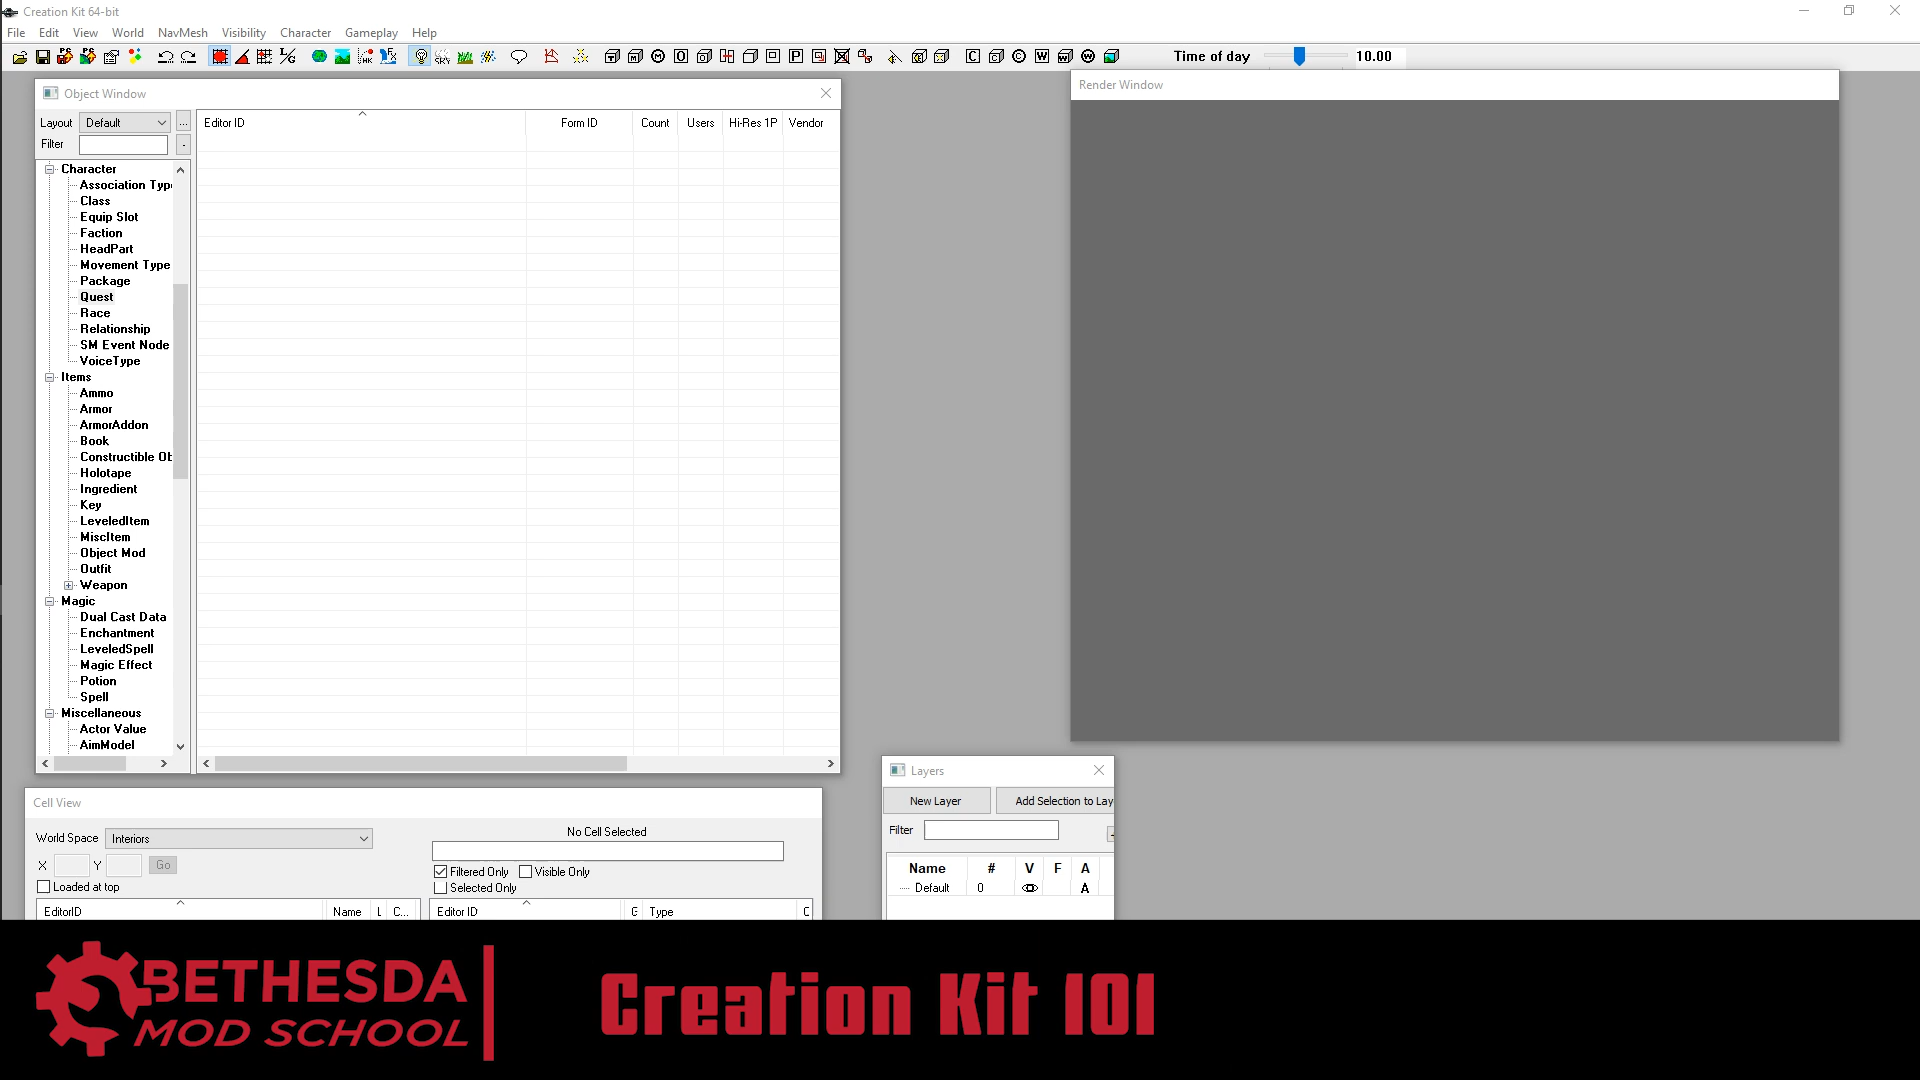 Creation Kit 64-bit
File Edit View World NavMesh Visibility Character Gameplay Help
Time of day 10.00
Object Window
Layout Default ...
Filter
Editor ID Form ID Count Users Hi-Res 1P Vendor
Character
Association Typ
Class
Equip Slot
Faction
HeadPart
Movement Type
Package
Quest
Race
Relationship
SM Event Node
VoiceType
Items
Ammo
Armor
ArmorAddon
Book
Constructible Ob
Holotape
Ingredient
Key
LeveledItem
MiscItem
Object Mod
Outfit
Weapon
Magic
Dual Cast Data
Enchantment
LeveledSpell
Magic Effect
Potion
Spell
Miscellaneous
Actor Value
AimModel
Render Window
Cell View
World Space Interiors
X Y Go
Loaded at top
EditorID Name L C...
No Cell Selected
Filtered Only Visible Only
Selected Only
Editor ID Type
Layers
New Layer Add Selection to Lay
Filter
Name # V F A
Default 0 A
BETHESDA
MOD SCHOOL
Creation Kit 101